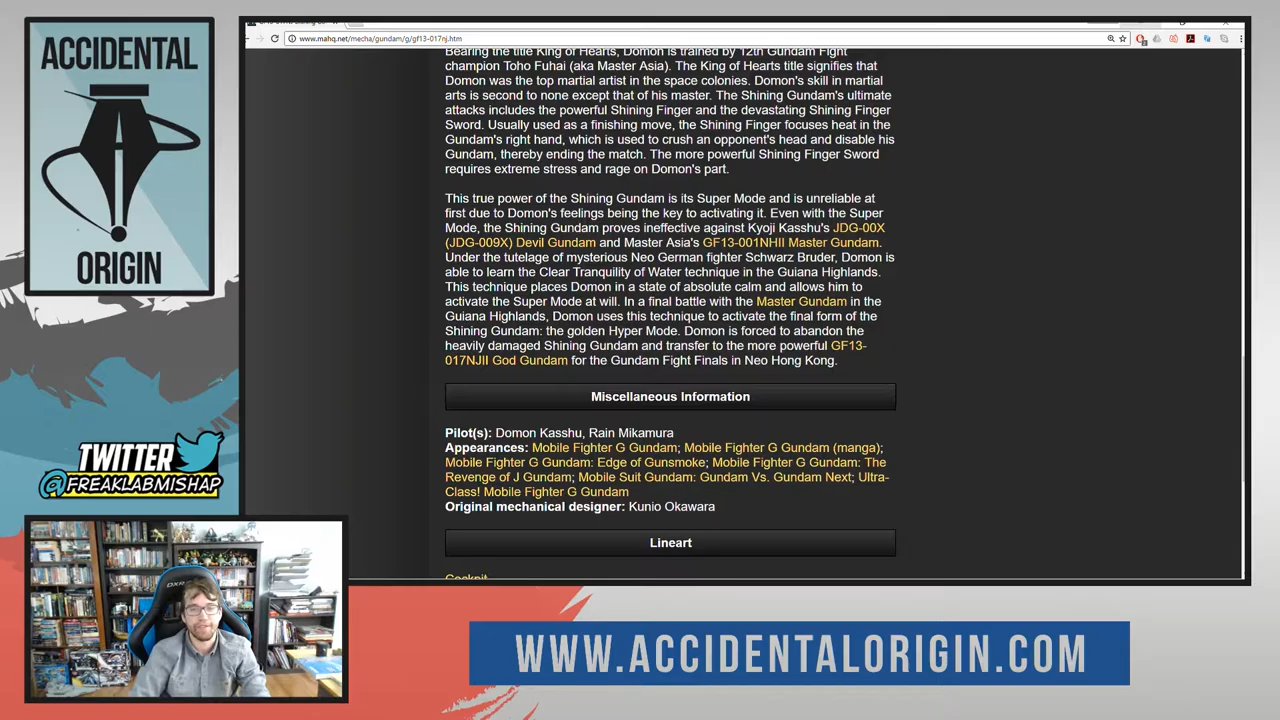 ACCIDENTAL
ORIGIN
www.mahq.net/mecha/gundam/g/gf13-017nj.htm
Bearing the title King of Hearts, Domon is trained by 12th Gundam Fight
champion Toho Fuhai (aka Master Asia). The King of Hearts title signifies that
Domon was the top martial artist in the space colonies. Domon's skill in martial
arts is second to none except that of his master. The Shining Gundam's ultimate
attacks includes the powerful Shining Finger and the devastating Shining Finger
Sword. Usually used as a finishing move, the Shining Finger focuses heat in the
Gundam's right hand, which is used to crush an opponent's head and disable his
Gundam, thereby ending the match. The more powerful Shining Finger Sword
requires extreme stress and rage on Domon's part.
This true power of the Shining Gundam is its Super Mode and is unreliable at
first due to Domon's feelings being the key to activating it. Even with the Super
Mode, the Shining Gundam proves ineffective against Kyoji Kasshu's JDG-00X
(JDG-009X) Devil Gundam and Master Asia's GF13-001NHII Master Gundam.
Under the tutelage of mysterious Neo German fighter Schwarz Bruder, Domon is
able to learn the Clear Tranquility of Water technique in the Guiana Highlands.
This technique places Domon in a state of absolute calm and allows him to
activate the Super Mode at will. In a final battle with the Master Gundam in the
Guiana Highlands, Domon uses this technique to activate the final form of the
Shining Gundam: the golden Hyper Mode. Domon is forced to abandon the
heavily damaged Shining Gundam and transfer to the more powerful GF13-
017NJII God Gundam for the Gundam Fight Finals in Neo Hong Kong.
Miscellaneous Information
Pilot(s): Domon Kasshu, Rain Mikamura
Appearances: Mobile Fighter G Gundam; Mobile Fighter G Gundam (manga);
Mobile Fighter G Gundam: Edge of Gunsmoke; Mobile Fighter G Gundam: The
Revenge of J Gundam; Mobile Suit Gundam: Gundam Vs. Gundam Next; Ultra-
Class! Mobile Fighter G Gundam
Original mechanical designer: Kunio Okawara
Lineart
Cockpit
TWITTER
@FREAKLABMISHAP
DXR
WWW.ACCIDENTALORIGIN.COM